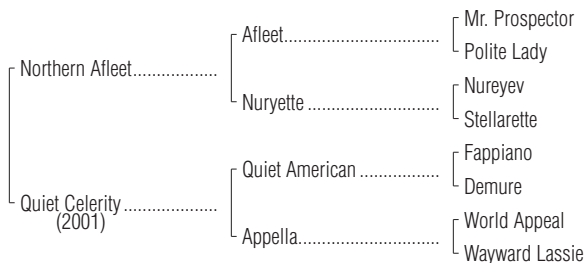 Mr. Prospector
Afleet
Polite Lady
Northern Afleet
Nureyev
Nuryette
Stellarette
Fappiano
Quiet American
Demure
Quiet Celerity
(2001)
World Appeal
Appella
Wayward Lassie